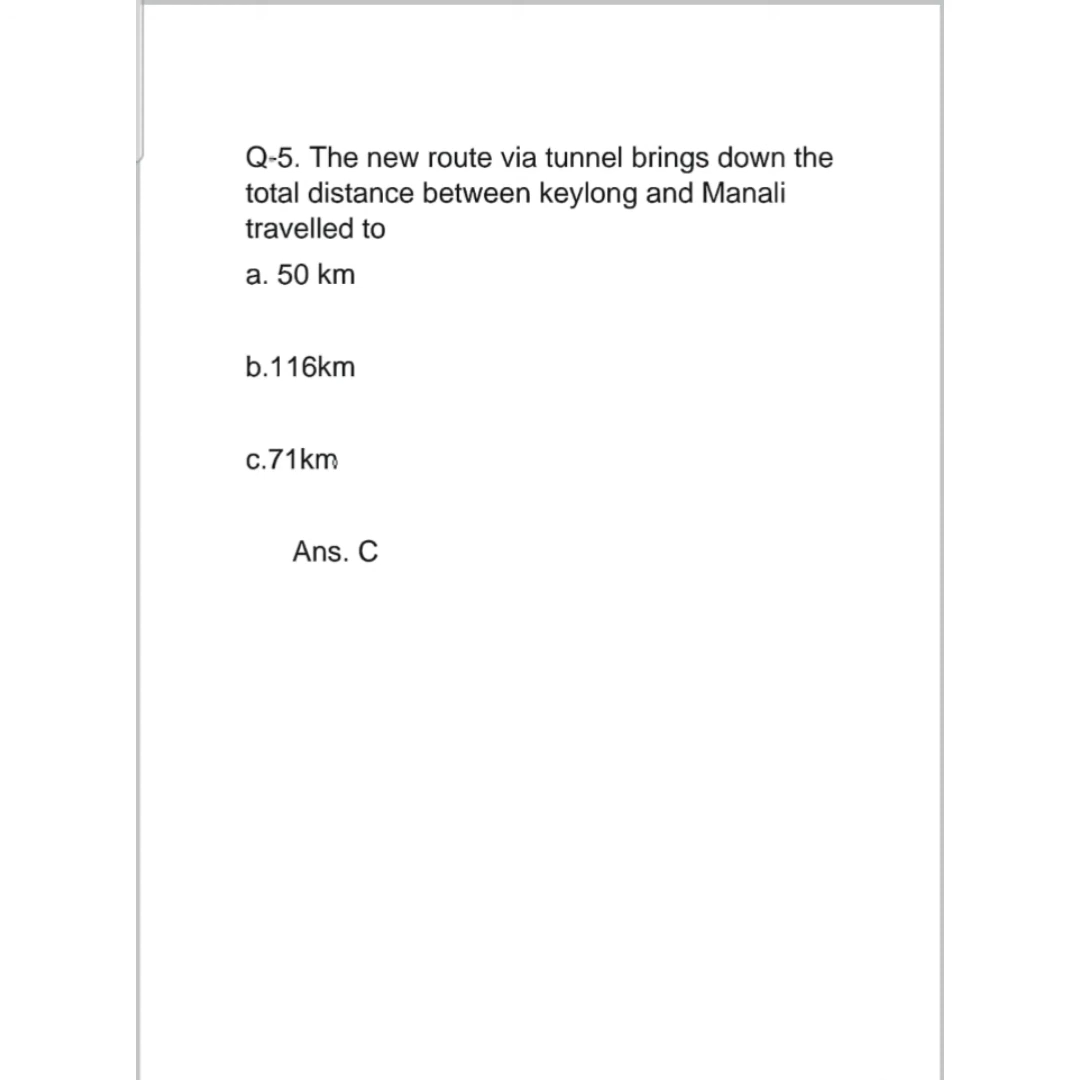 Q-5. The new route via tunnel brings down the
total distance between keylong and Manali
travelled to
a. 50 km
b.116km
c.71km
Ans. C